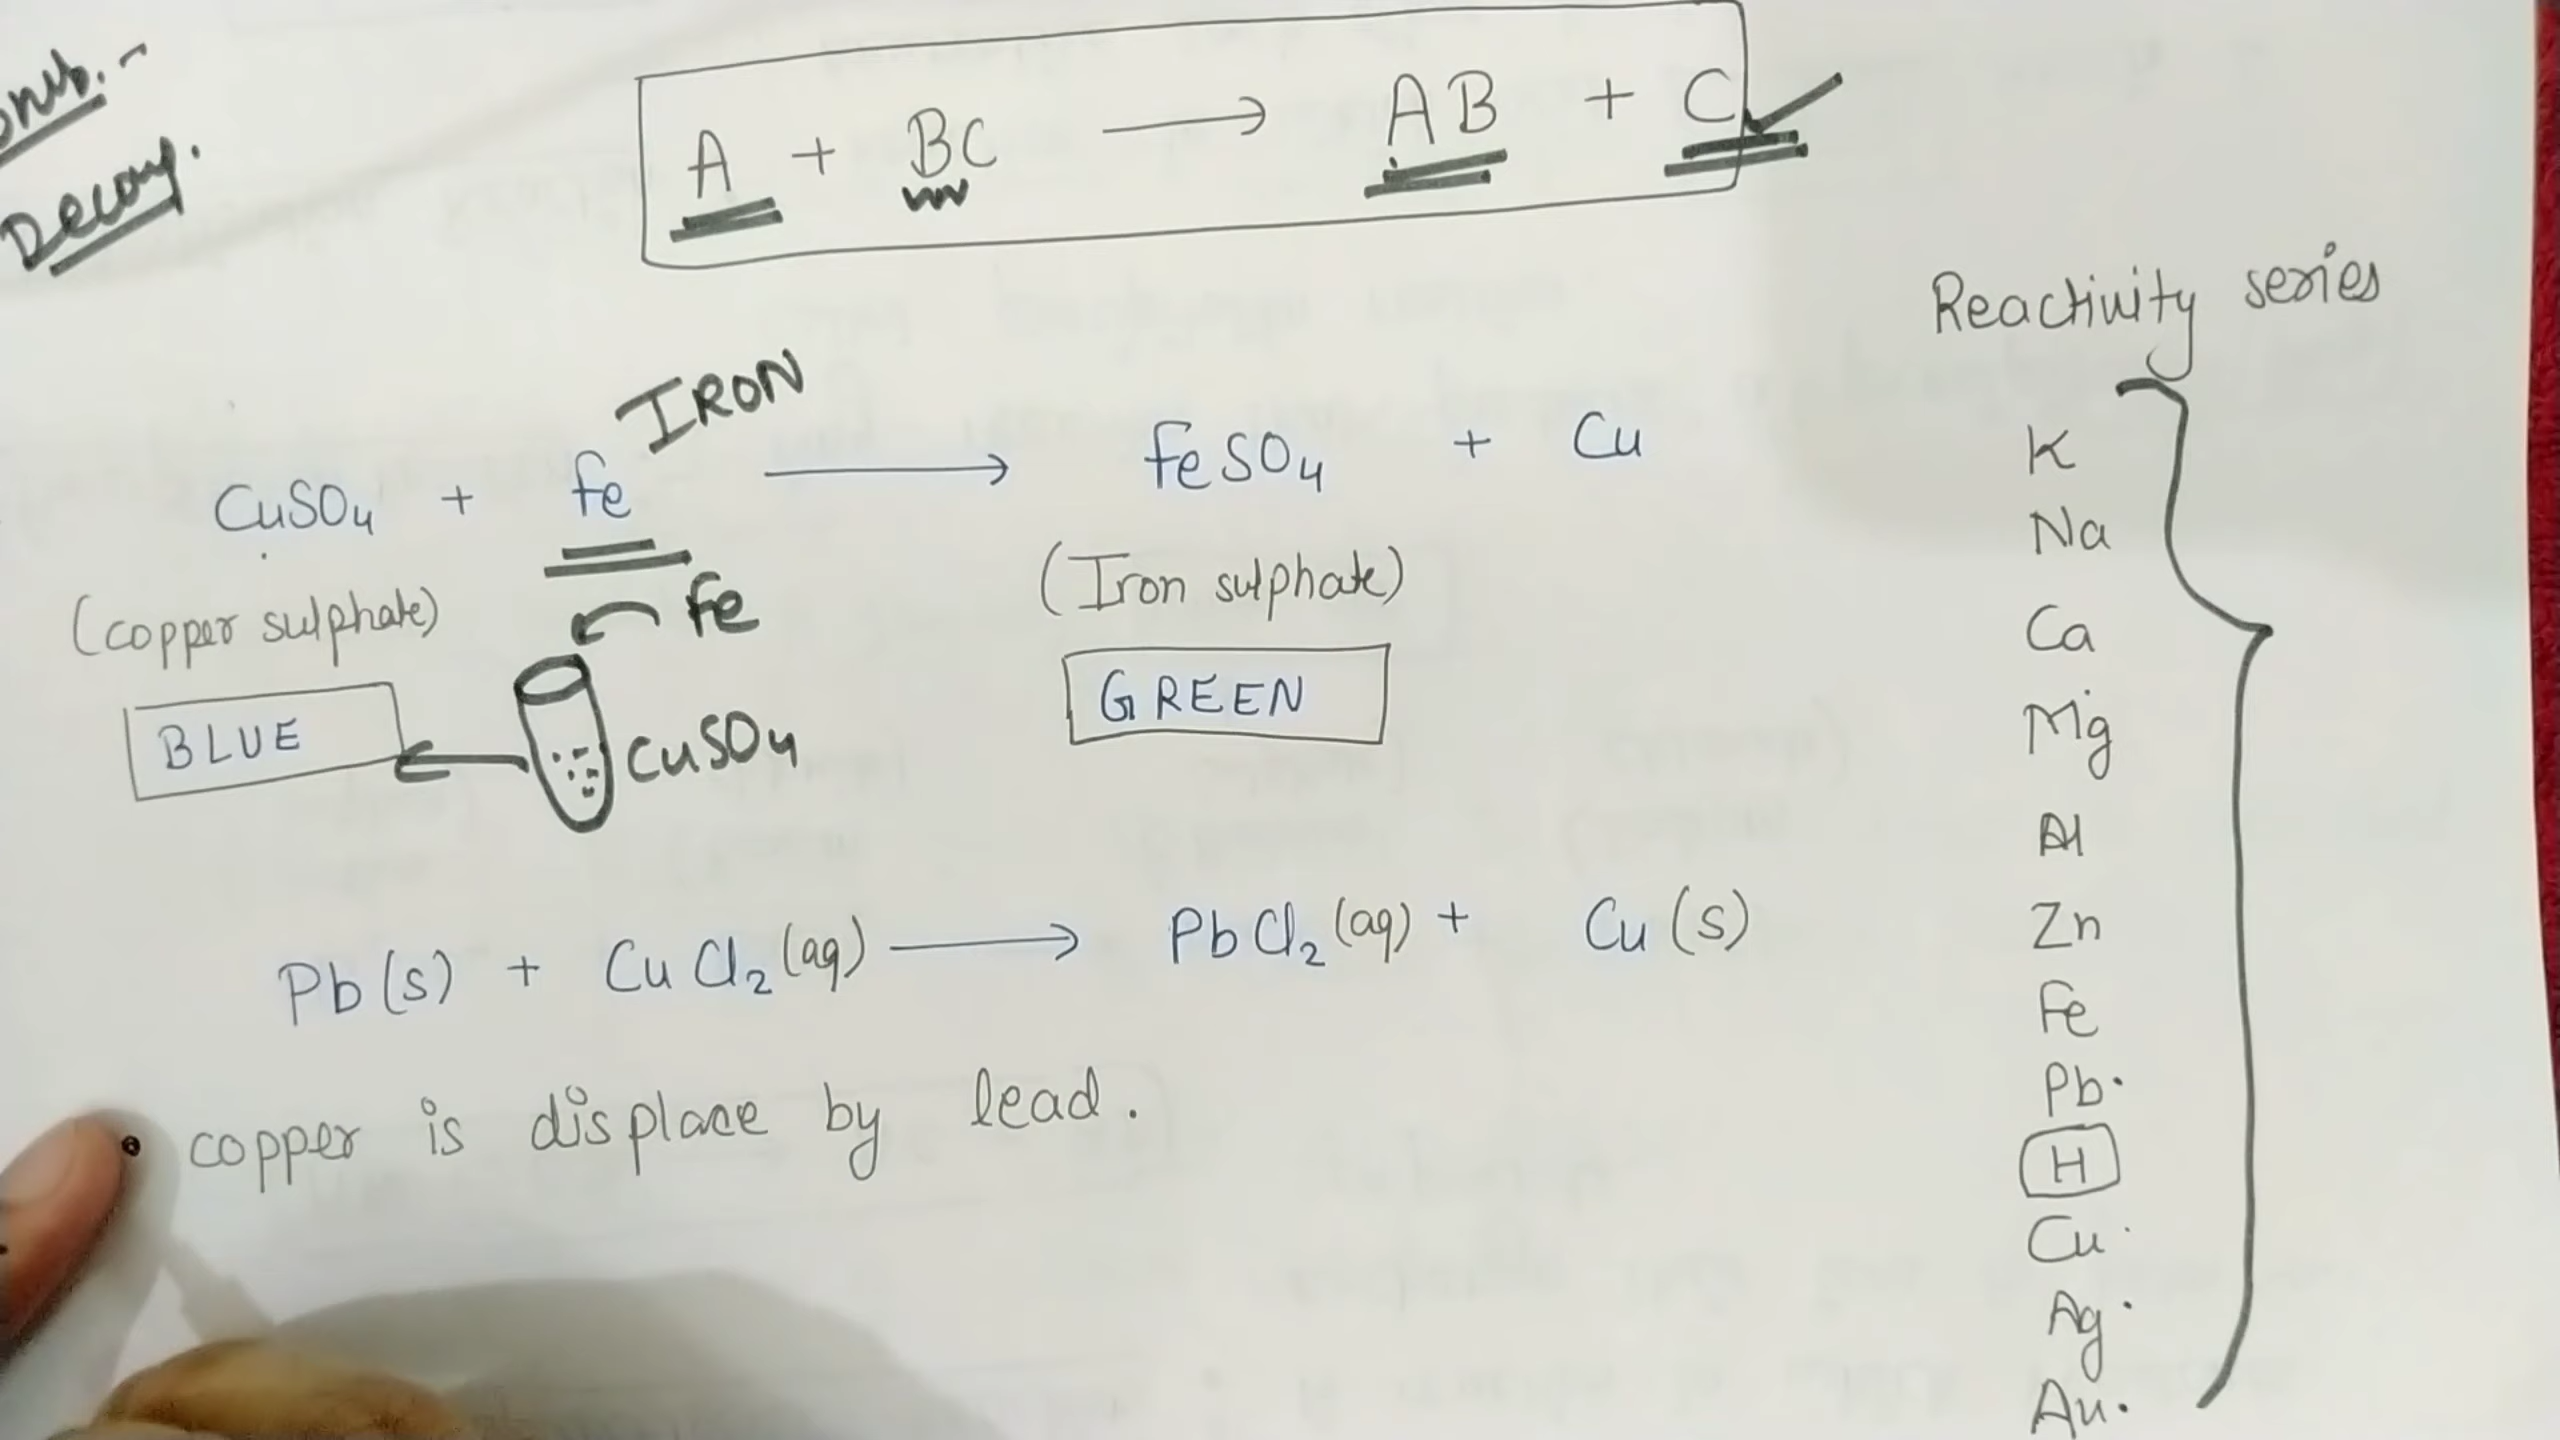 Decomp.
A + BC → AB + C
Reactivity series
IRON
CuSO4 + Fe → FeSO4 + Cu
(copper sulphate)
(Iron sulphate)
Fe
BLUE
CuSO4
GREEN
Pb(s) + CuCl2(aq) → PbCl2(aq) + Cu(s)
• copper is displace by lead.
K
Na
Ca
Mg
Al
Zn
Fe
Pb
H
Cu
Ag
Au